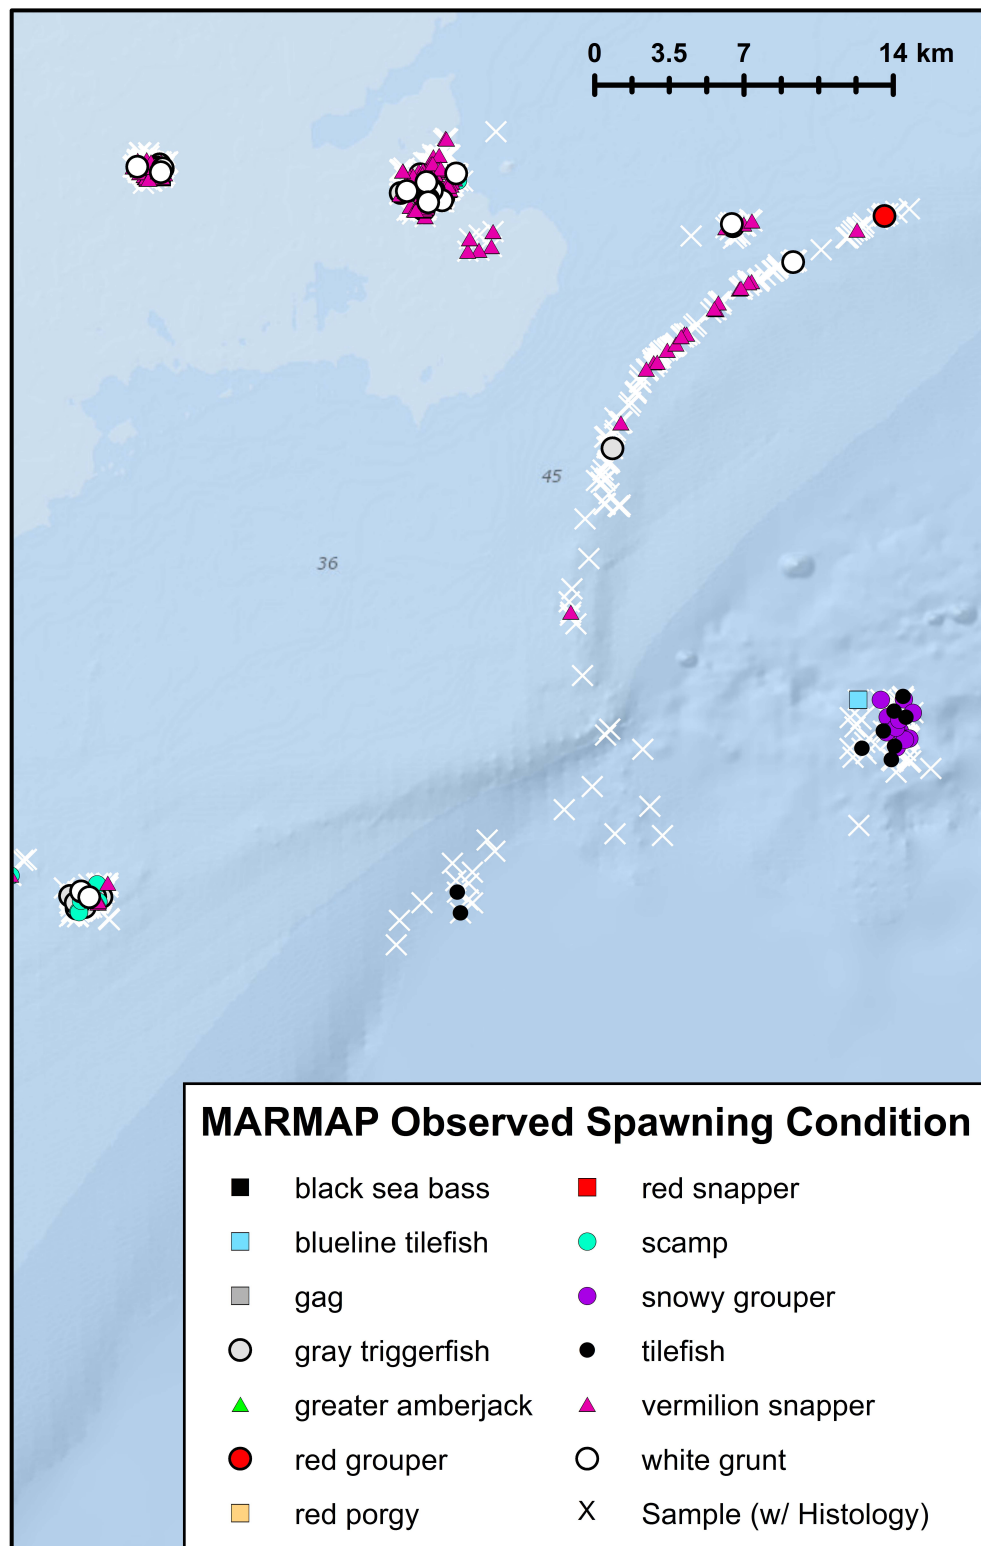 0 3.5 7 14 km
45
36
MARMAP Observed Spawning Condition
black sea bass red snapper
blueline tilefish scamp
gag snowy grouper
gray triggerfish tilefish
greater amberjack vermilion snapper
red grouper white grunt
red porgy X Sample (w/ Histology)